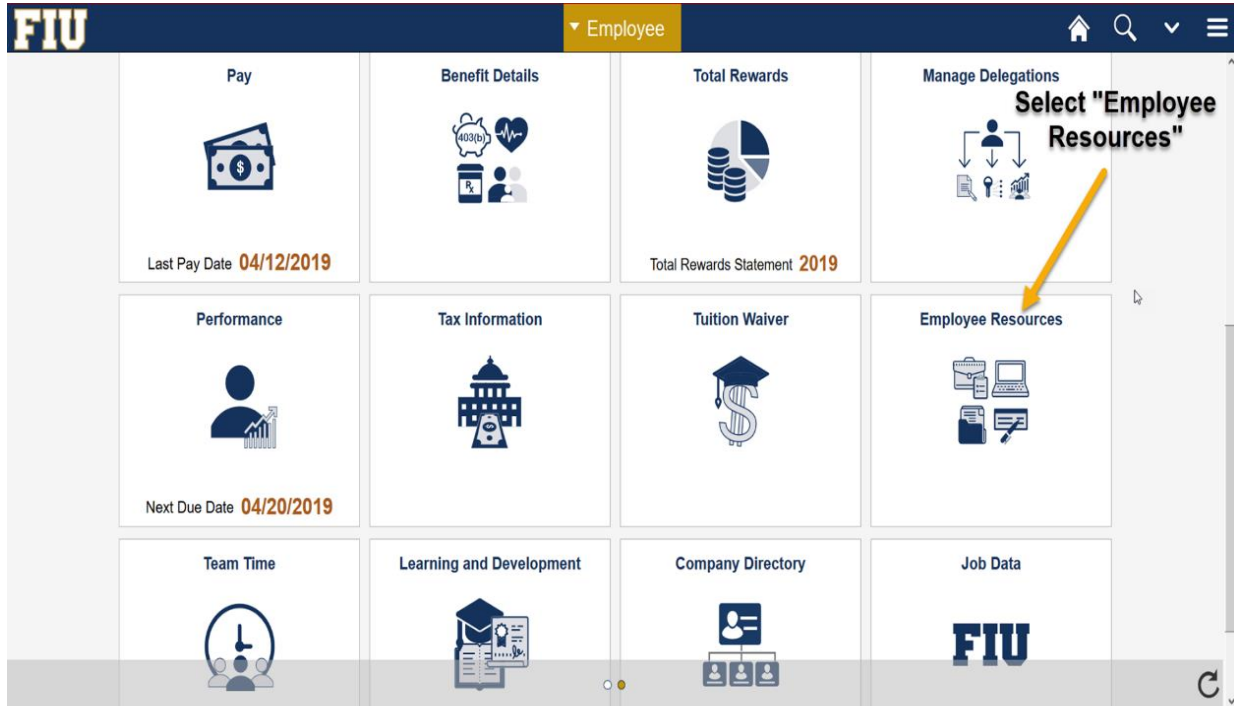 FIU
Employee
Pay
Benefit Details
Total Rewards
Manage Delegations
Select "Employee
Resources"
403(b)
Rx
$
Last Pay Date 04/12/2019
Total Rewards Statement 2019
Performance
Tax Information
Tuition Waiver
Employee Resources
$
$
Next Due Date 04/20/2019
Team Time
Learning and Development
Company Directory
Job Data
FIU